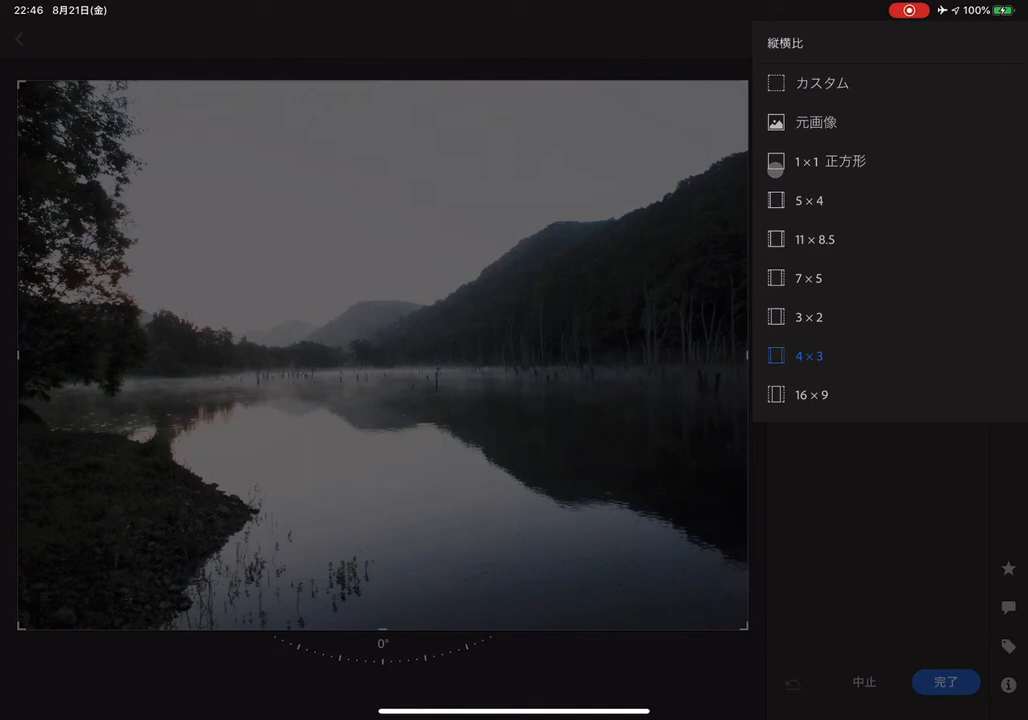 22:46 8月21日(金)
100%
縦横比
カスタム
元画像
1 × 1 正方形
5 × 4
11 × 8.5
7 × 5
3 × 2
4 × 3
16 × 9
0°
中止
完了